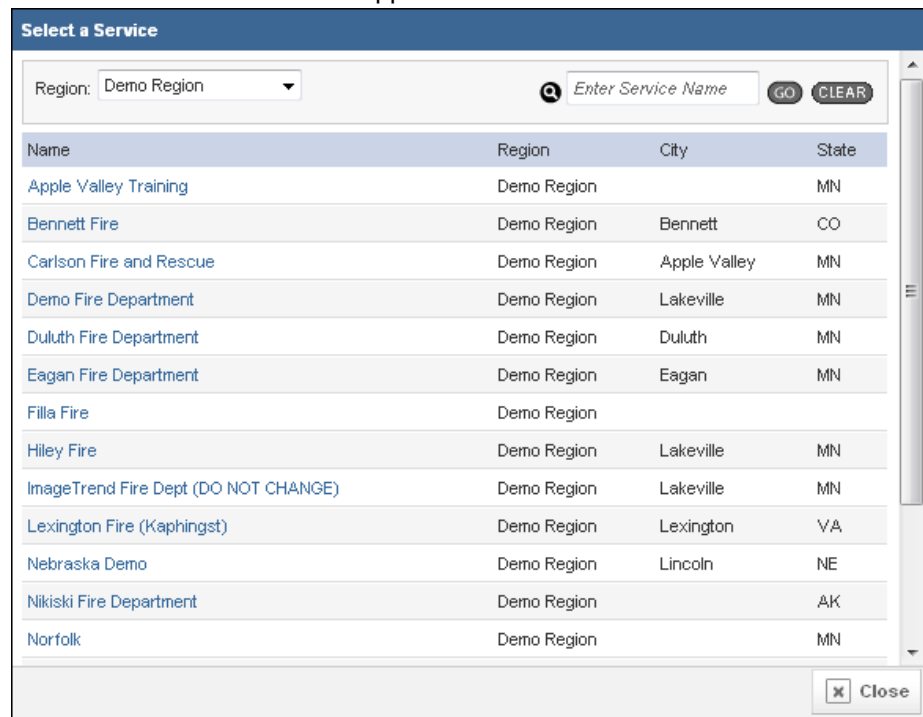 Select a Service
Region: Demo Region Enter Service Name GO CLEAR
Name Region City State
Apple Valley Training Demo Region MN
Bennett Fire Demo Region Bennett CO
Carlson Fire and Rescue Demo Region Apple Valley MN
Demo Fire Department Demo Region Lakeville MN
Duluth Fire Department Demo Region Duluth MN
Eagan Fire Department Demo Region Eagan MN
Filla Fire Demo Region
Hiley Fire Demo Region Lakeville MN
ImageTrend Fire Dept (DO NOT CHANGE) Demo Region Lakeville MN
Lexington Fire (Kaphingst) Demo Region Lexington VA
Nebraska Demo Demo Region Lincoln NE
Nikiski Fire Department Demo Region AK
Norfolk Demo Region MN
Close